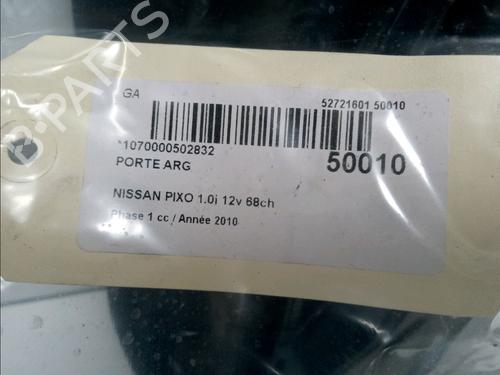 B-PARTS
GA
52721601 50010
*1070000502832
50010
PORTE ARG
NISSAN PIXO 1.0i 12v 68ch
Phase 1 cc / Année 2010